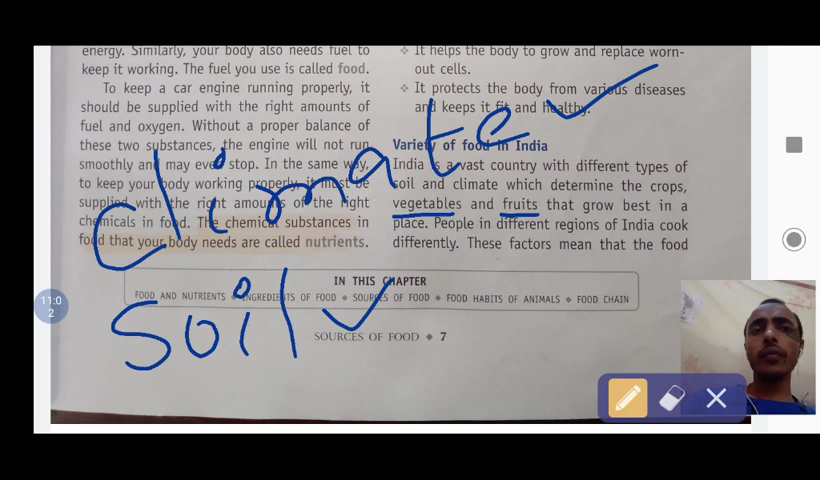 energy. Similarly, your body also needs fuel to
keep it working. The fuel you use is called food.
To keep a car engine running properly, it
should be supplied with the right amounts of
fuel and oxygen. Without a proper balance of
these two substances, the engine will not run
smoothly and may even stop. In the same way,
to keep your body working properly, it must be
supplied with the right amounts of the right
chemicals in food. The chemical substances in
food that your body needs are called nutrients.
❖ It helps the body to grow and replace worn-
out cells.
❖ It protects the body from various diseases
and keeps it fit and healthy.
Variety of food in India
India is a vast country with different types of
soil and climate which determine the crops,
vegetables and fruits that grow best in a
place. People in different regions of India cook
differently. These factors mean that the food
climate
soil
IN THIS CHAPTER
FOOD AND NUTRIENTS ❖ INGREDIENTS OF FOOD ❖ SOURCES OF FOOD ❖ FOOD HABITS OF ANIMALS ❖ FOOD CHAIN
SOURCES OF FOOD ❖ 7
11:0
2